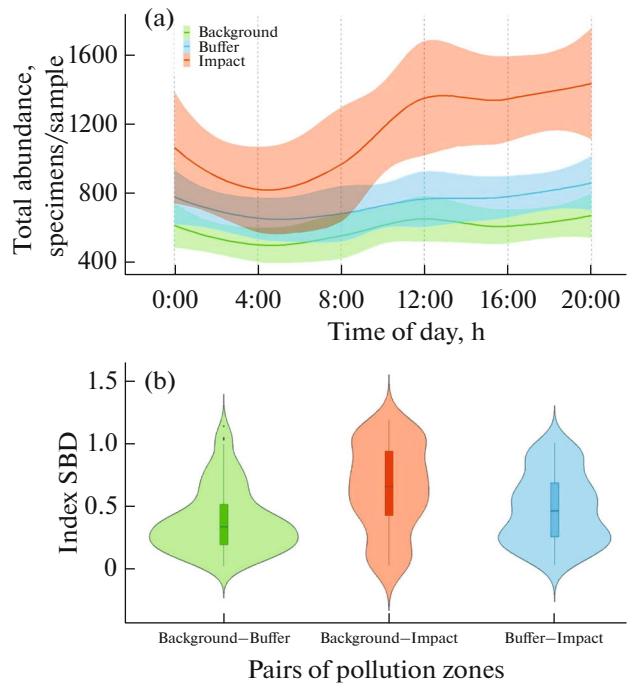 (a)
Background
Buffer
Impact
Total abundance,
specimens/sample
1600
1200
800
400
0:00 4:00 8:00 12:00 16:00 20:00
Time of day, h
(b)
Index SBD
1.5
1.0
0.5
0
Background–Buffer Background–Impact Buffer–Impact
Pairs of pollution zones